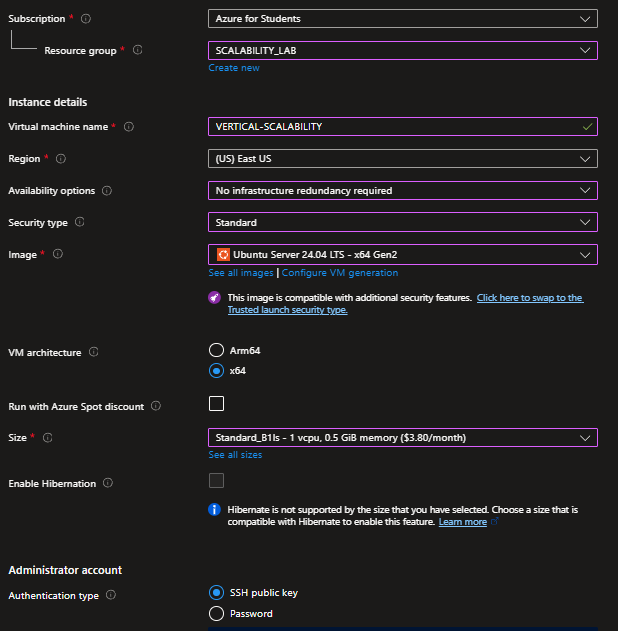 Subscription * Azure for Students
Resource group * SCALABILITY_LAB
Create new
Instance details
Virtual machine name * VERTICAL-SCALABILITY
Region * (US) East US
Availability options No infrastructure redundancy required
Security type Standard
Image * Ubuntu Server 24.04 LTS - x64 Gen2
See all images | Configure VM generation
This image is compatible with additional security features. Click here to swap to the
Trusted launch security type.
VM architecture Arm64
x64
Run with Azure Spot discount
Size * Standard_B1ls - 1 vcpu, 0.5 GiB memory ($3.80/month)
See all sizes
Enable Hibernation
Hibernate is not supported by the size that you have selected. Choose a size that is
compatible with Hibernate to enable this feature. Learn more
Administrator account
Authentication type SSH public key
Password